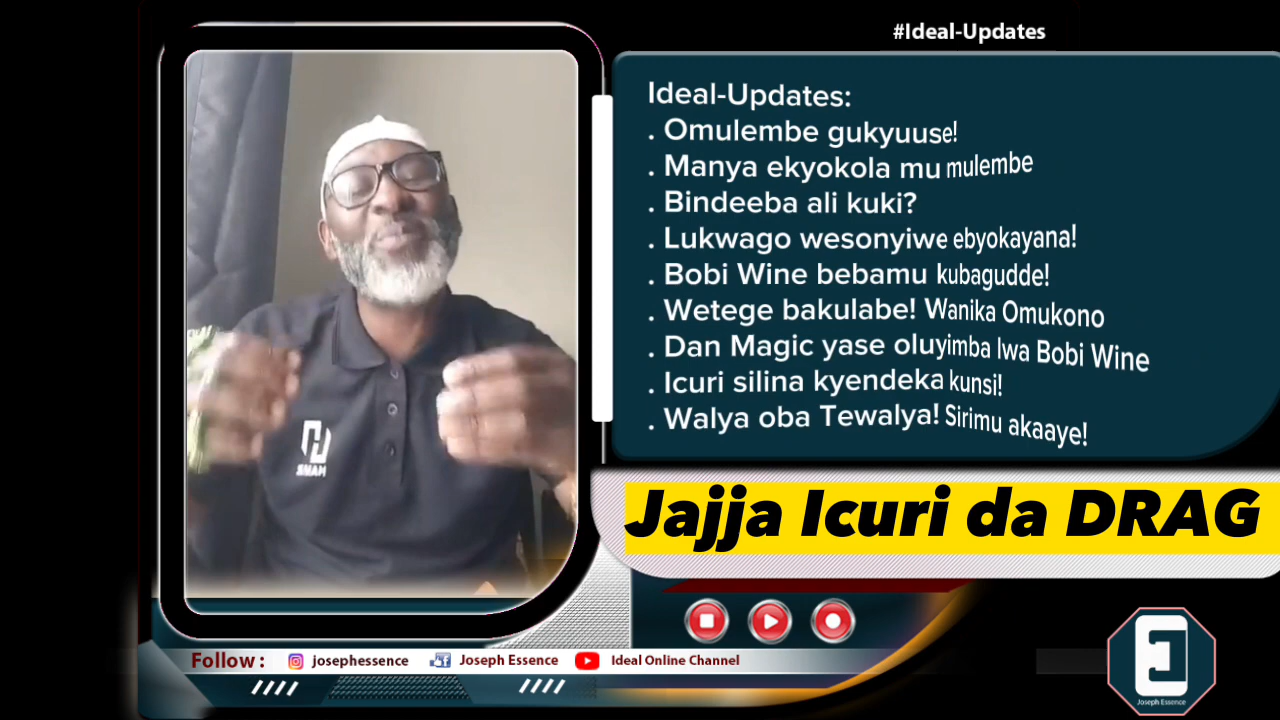 #Ideal-Updates
Ideal-Updates:
. Omulembe gukyuuse!
. Manya ekyokola mu mulembe
. Bindeeba ali kuki?
. Lukwago wesonyiwe ebyokayana!
. Bobi Wine bebamu kubagudde!
. Wetege bakulabe! Wanika Omukono
. Dan Magic yase oluyimba lwa Bobi Wine
. Icuri silina kyendeka kunsi!
. Walya oba Tewalya! Sirimu akaaye!
SMAH
Jajja Icuri da DRAG
Follow : josephessence Joseph Essence Ideal Online Channel
Joseph Essence